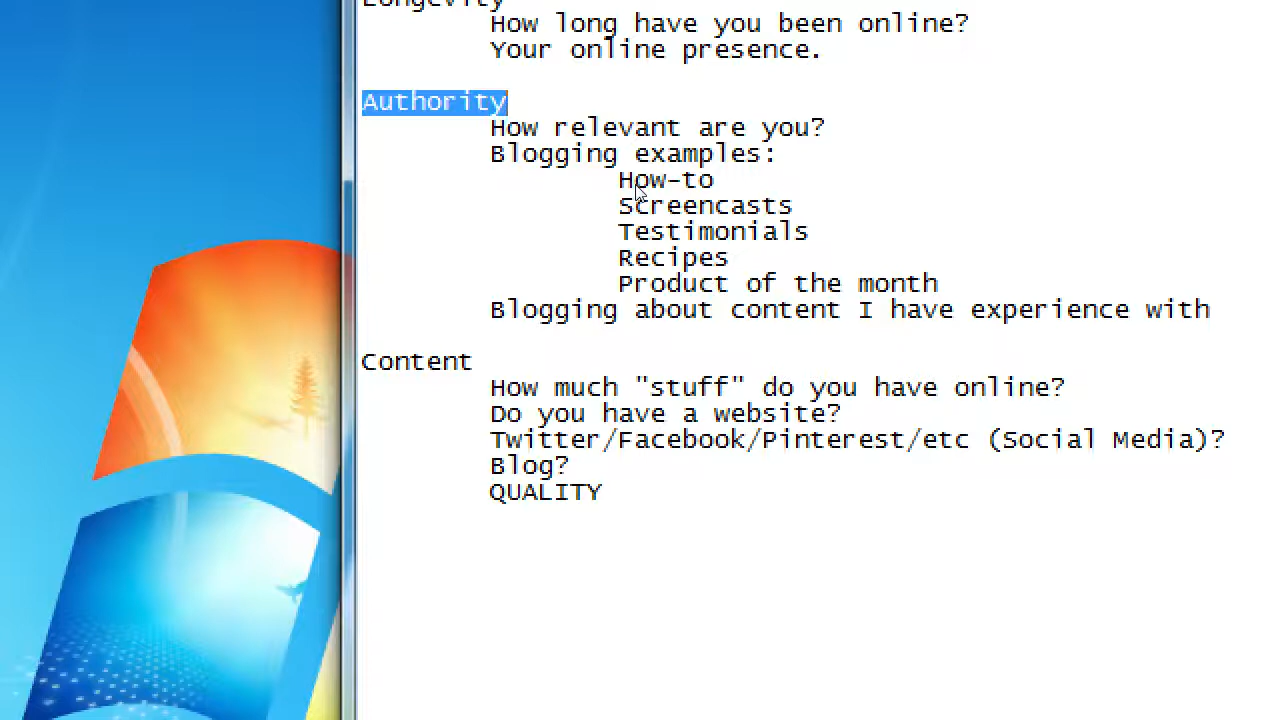 Longevity
How long have you been online?
Your online presence.
Authority
How relevant are you?
Blogging examples:
How-to
Screencasts
Testimonials
Recipes
Product of the month
Blogging about content I have experience with
Content
How much "stuff" do you have online?
Do you have a website?
Twitter/Facebook/Pinterest/etc (Social Media)?
Blog?
QUALITY